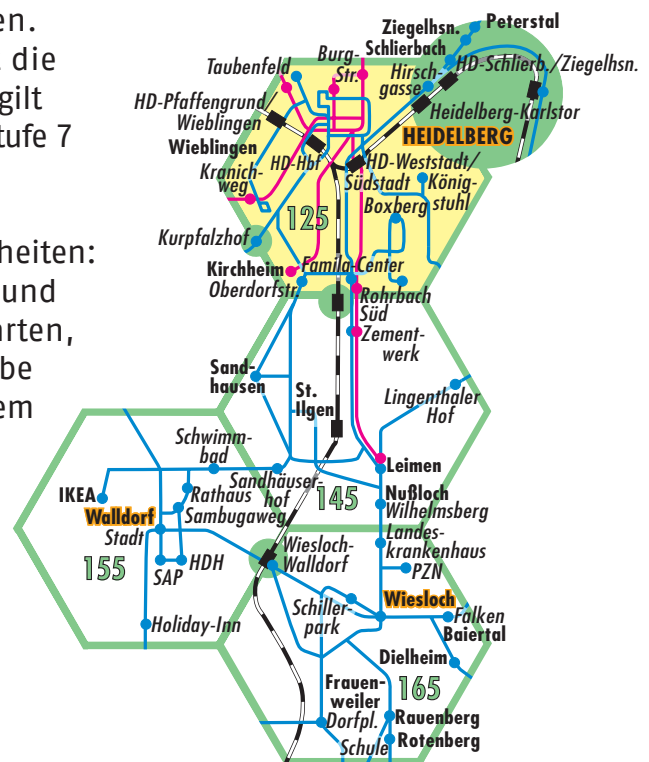 en.
die
gilt
tufe 7
heiten:
und
arten,
be
em
Ziegelhsn.
Peterstal
Schlierbach
Burg-
Str.
Taubenfeld
Hirsch-
gasse
HD-Schlierb./Ziegelhsn.
HD-Pfaffengrund/
Wieblingen
Heidelberg-Karlstor
HEIDELBERG
Wieblingen
HD-Hbf
HD-Weststadt/
Südstadt
Kranich-
weg
König-
stuhl
Boxberg
125
Kurpfalzhof
Kirchheim
Famila-Center
Oberdorfstr.
Rohrbach
Süd
Zement-
werk
Sand-
hausen
St.
Ilgen
Lingenthaler
Hof
Schwimm-
bad
Leimen
IKEA
Rathaus
Sandhäuser-
hof
145
Nußloch
Wilhelmsberg
Walldorf
Sambugaweg
Stadt
Landes-
krankenhaus
155
SAP
HDH
Wiesloch-
Walldorf
PZN
Schiller-
park
Wiesloch
Falken
Baiertal
Holiday-Inn
Dielheim
Frauen-
weiler
165
Dorfpl.
Rauenberg
Schule
Rotenberg